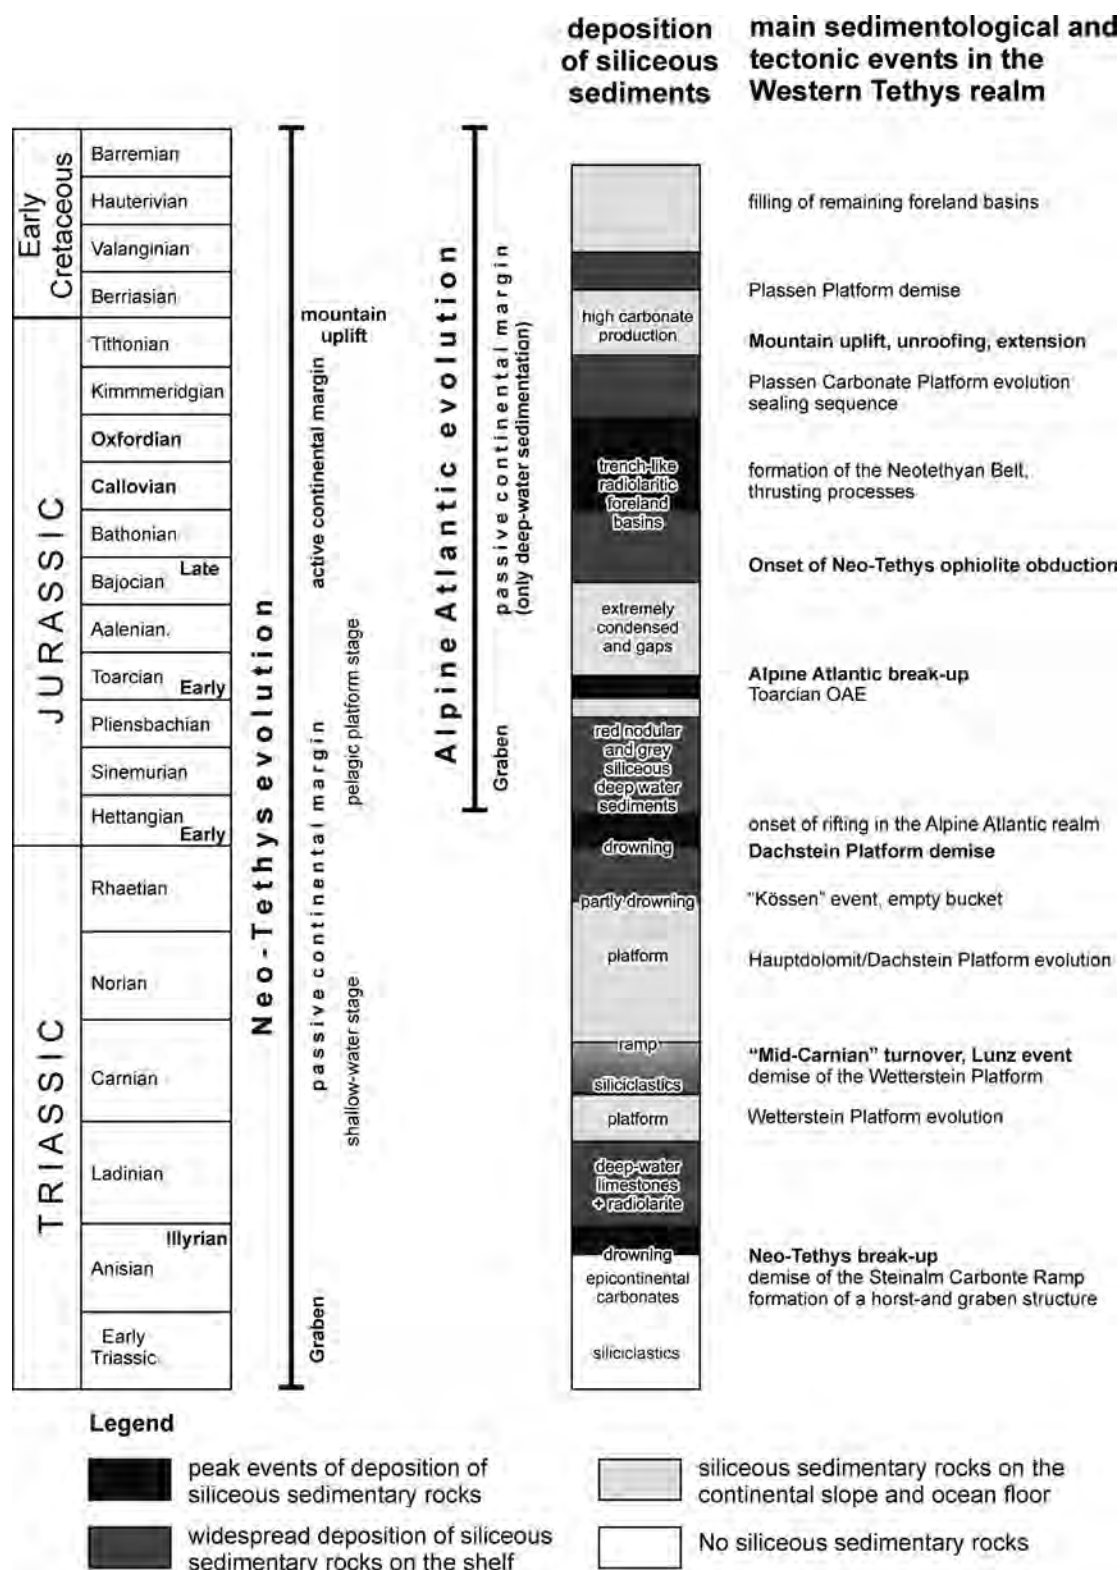 deposition
of siliceous
sediments
main sedimentological and
tectonic events in the
Western Tethys realm
Early
Cretaceous
JURASSIC
TRIASSIC
Barremian
Hauterivian
Valanginian
Berriasian
Tithonian
Kimmmeridgian
Oxfordian
Callovian
Bathonian
Late
Bajocian
Aalenian.
Toarcian
Early
Pliensbachian
Sinemurian
Hettangian
Early
Rhaetian
Norian
Carnian
Ladinian
Illyrian
Anisian
Early
Triassic
Neo-Tethys evolution
mountain
uplift
active continental margin
passive continental margin
pelagic platform stage
shallow-water stage
Graben
Alpine Atlantic evolution
passive continental margin
(only deep-water sedimentation)
Graben
high carbonate
production
trench-like
radiolaritic
foreland
basins
extremely
condensed
and gaps
red nodular
and grey
siliceous
deep water
sediments
drowning
partly drowning
platform
ramp
siliciclastics
platform
deep-water
limestones
+ radiolarite
drowning
epicontinental
carbonates
siliciclastics
filling of remaining foreland basins
Plassen Platform demise
Mountain uplift, unroofing, extension
Plassen Carbonate Platform evolution
sealing sequence
formation of the Neotethyan Belt,
thrusting processes
Onset of Neo-Tethys ophiolite obduction
Alpine Atlantic break-up
Toarcian OAE
onset of rifting in the Alpine Atlantic realm
Dachstein Platform demise
"Kössen" event, empty bucket
Hauptdolomit/Dachstein Platform evolution
"Mid-Carnian" turnover, Lunz event
demise of the Wetterstein Platform
Wetterstein Platform evolution
Neo-Tethys break-up
demise of the Steinalm Carbonte Ramp
formation of a horst-and graben structure
Legend
peak events of deposition of
siliceous sedimentary rocks
widespread deposition of siliceous
sedimentary rocks on the shelf
siliceous sedimentary rocks on the
continental slope and ocean floor
No siliceous sedimentary rocks